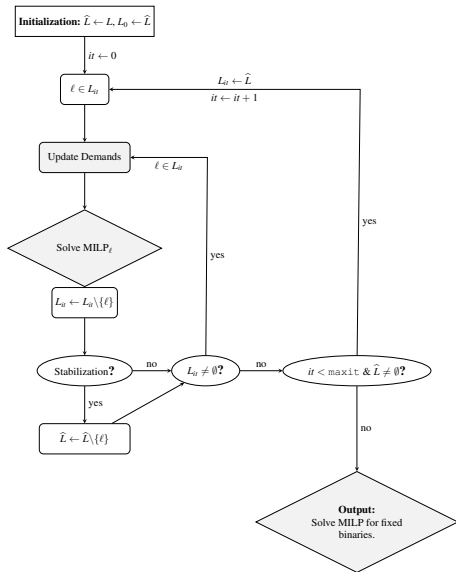 Initialization: L̂ ← L, L₀ ← L̂
it ← 0
ℓ ∈ L_it
L_it ← L̂
it ← it + 1
Update Demands
ℓ ∈ L_it
Solve MILP_ℓ
yes
yes
L_it ← L_it\{ℓ}
Stabilization?
no
L_it ≠ ∅?
no
it < maxit & L̂ ≠ ∅?
yes
L̂ ← L̂\{ℓ}
no
Output:
Solve MILP for fixed
binaries.